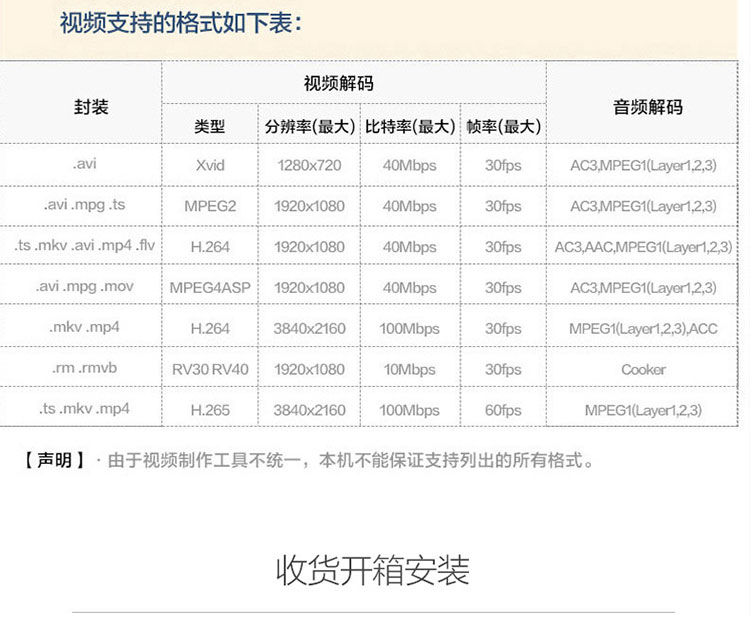 视频支持的格式如下表：
封装 视频解码 音频解码
类型 分辨率(最大) 比特率(最大) 帧率(最大)
.avi Xvid 1280x720 40Mbps 30fps AC3,MPEG1(Layer1,2,3)
.avi .mpg .ts MPEG2 1920x1080 40Mbps 30fps AC3,MPEG1(Layer1,2,3)
.ts .mkv .avi .mp4 .flv H.264 1920x1080 40Mbps 30fps AC3,AAC,MPEG1(Layer1,2,3)
.avi .mpg .mov MPEG4ASP 1920x1080 40Mbps 30fps AC3,MPEG1(Layer1,2,3)
.mkv .mp4 H.264 3840x2160 100Mbps 30fps MPEG1(Layer1,2,3),ACC
.rm .rmvb RV30 RV40 1920x1080 10Mbps 30fps Cooker
.ts .mkv .mp4 H.265 3840x2160 100Mbps 60fps MPEG1(Layer1,2,3)
【声明】· 由于视频制作工具不统一，本机不能保证支持列出的所有格式。
收货开箱安装